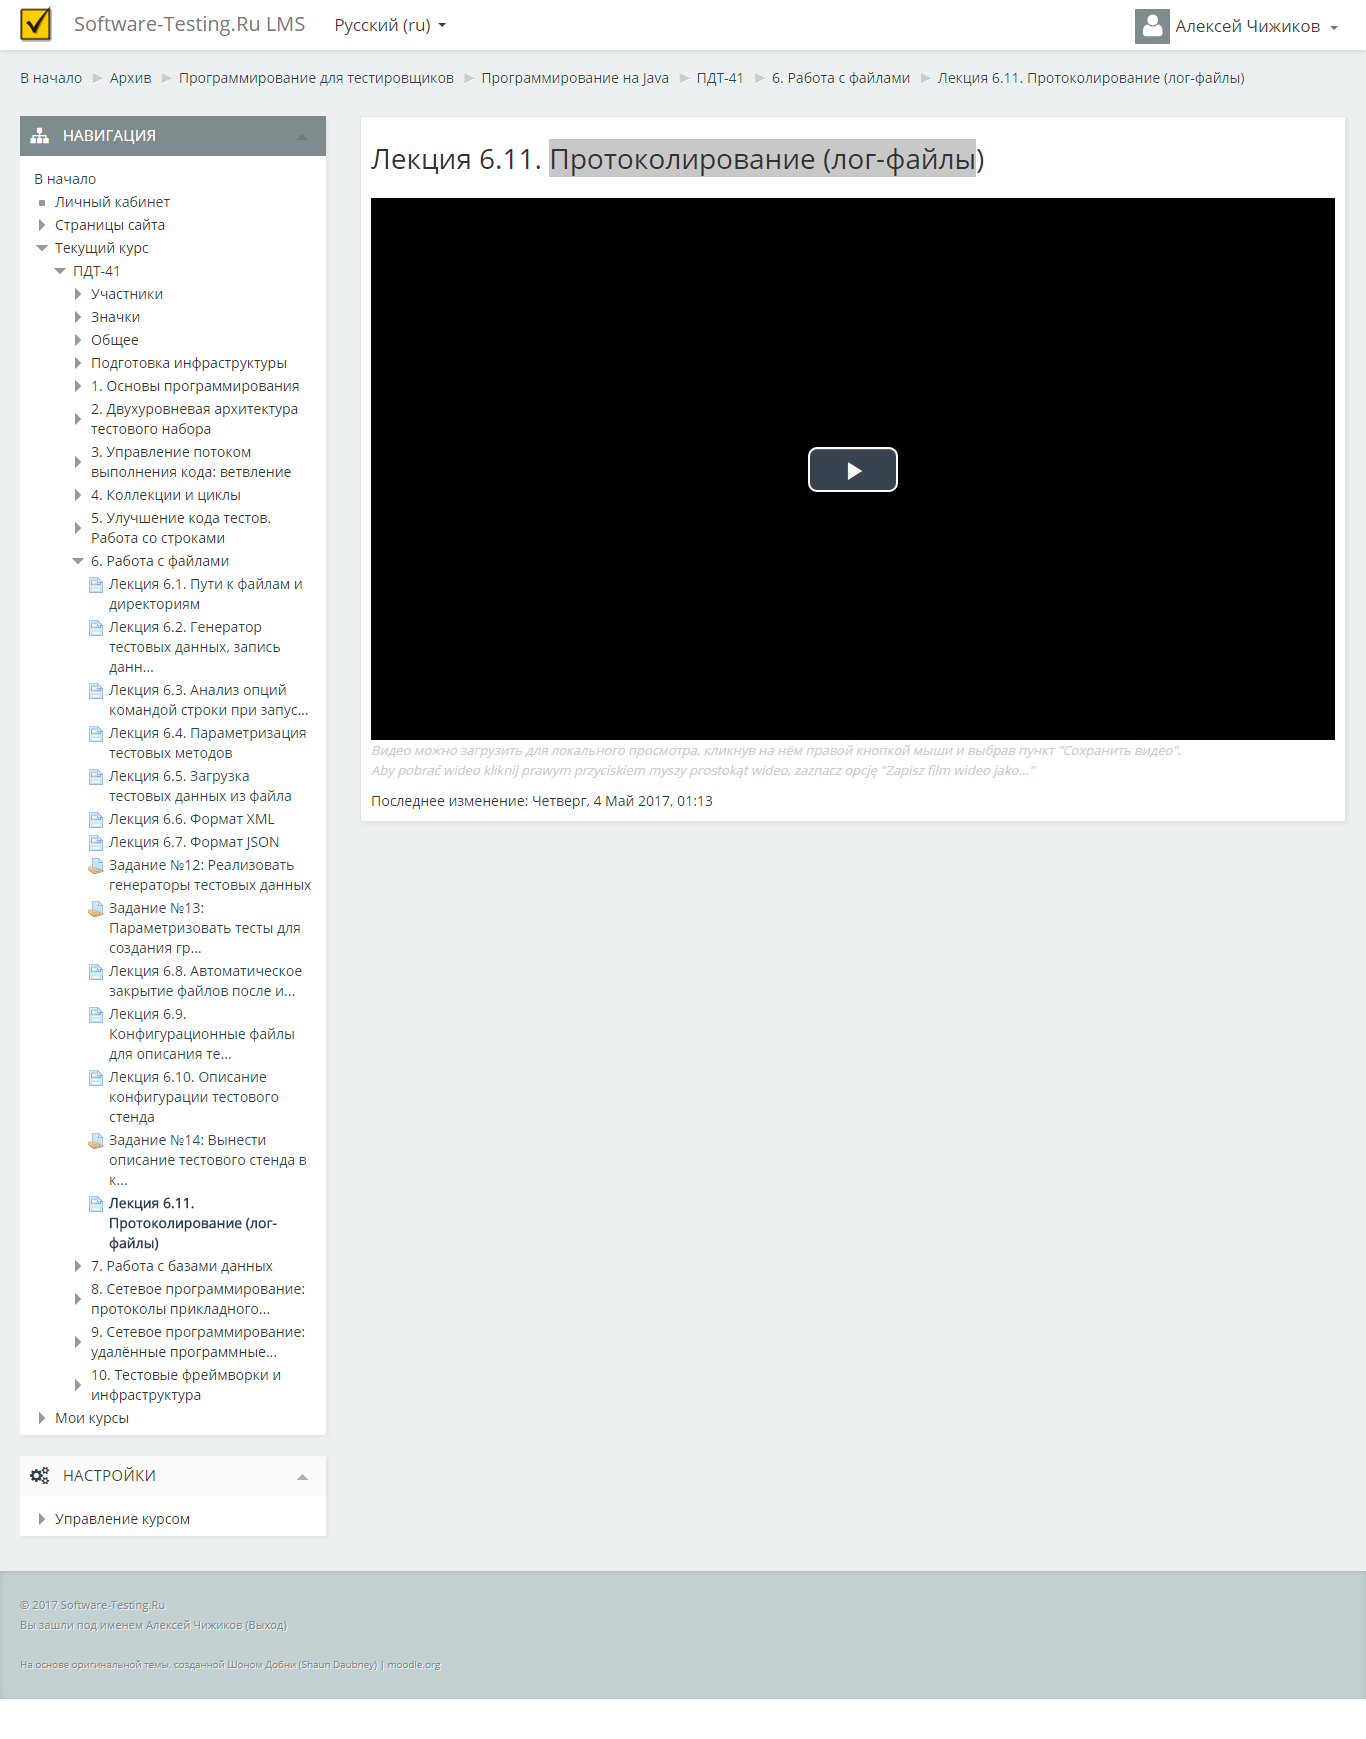 Software-Testing.Ru LMS Русский (ru)
Алексей Чижиков
В начало Архив Программирование для тестировщиков Программирование на Java ПДТ-41 6. Работа с файлами Лекция 6.11. Протоколирование (лог-файлы)
НАВИГАЦИЯ
В начало
Личный кабинет
Страницы сайта
Текущий курс
ПДТ-41
Участники
Значки
Общее
Подготовка инфраструктуры
1. Основы программирования
2. Двухуровневая архитектура
тестового набора
3. Управление потоком
выполнения кода: ветвление
4. Коллекции и циклы
5. Улучшение кода тестов.
Работа со строками
6. Работа с файлами
Лекция 6.1. Пути к файлам и
директориям
Лекция 6.2. Генератор
тестовых данных, запись
данн...
Лекция 6.3. Анализ опций
командой строки при запус...
Лекция 6.4. Параметризация
тестовых методов
Лекция 6.5. Загрузка
тестовых данных из файла
Лекция 6.6. Формат XML
Лекция 6.7. Формат JSON
Задание №12: Реализовать
генераторы тестовых данных
Задание №13:
Параметризовать тесты для
создания гр...
Лекция 6.8. Автоматическое
закрытие файлов после и...
Лекция 6.9.
Конфигурационные файлы
для описания те...
Лекция 6.10. Описание
конфигурации тестового
стенда
Задание №14: Вынести
описание тестового стенда в
к...
Лекция 6.11.
Протоколирование (лог-
файлы)
7. Работа с базами данных
8. Сетевое программирование:
протоколы прикладного...
9. Сетевое программирование:
удалённые программные...
10. Тестовые фреймворки и
инфраструктура
Мои курсы
НАСТРОЙКИ
Управление курсом
Лекция 6.11. Протоколирование (лог-файлы)
Видео можно загрузить для локального просмотра, кликнув на нём правой кнопкой мыши и выбрав пункт "Сохранить видео".
Aby pobrać wideo kliknij prawym przyciskiem myszy prostokąt wideo, zaznacz opcję "Zapisz film wideo jako..."
Последнее изменение: Четверг, 4 Май 2017, 01:13
© 2017 Software-Testing.Ru
Вы зашли под именем Алексей Чижиков (Выход)
На основе оригинальной темы, созданной Шоном Добни (Shaun Daubney) | moodle.org